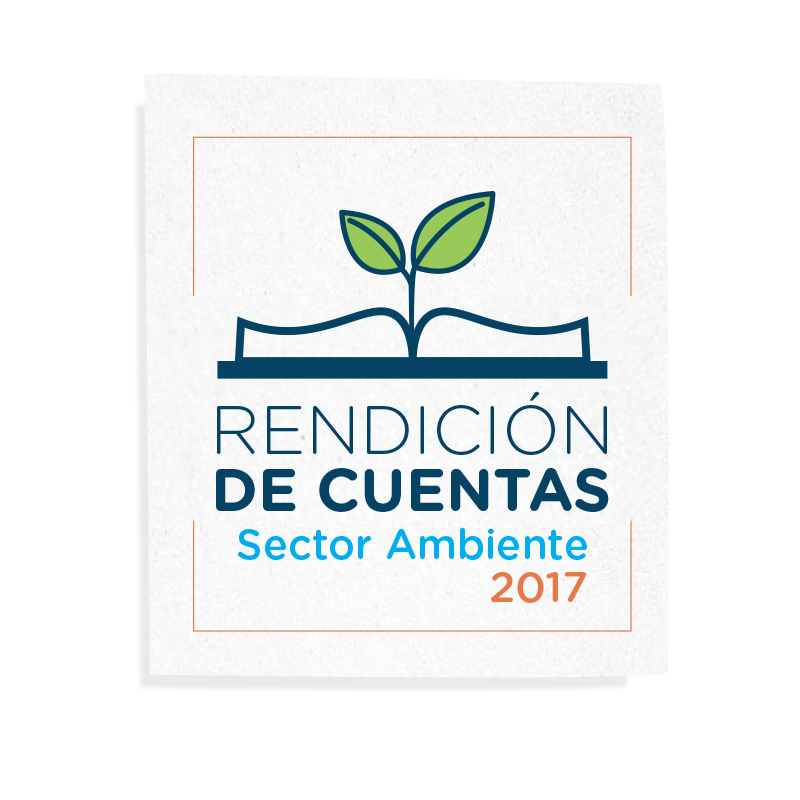 RENDICIÓN
DE CUENTAS
Sector Ambiente
2017